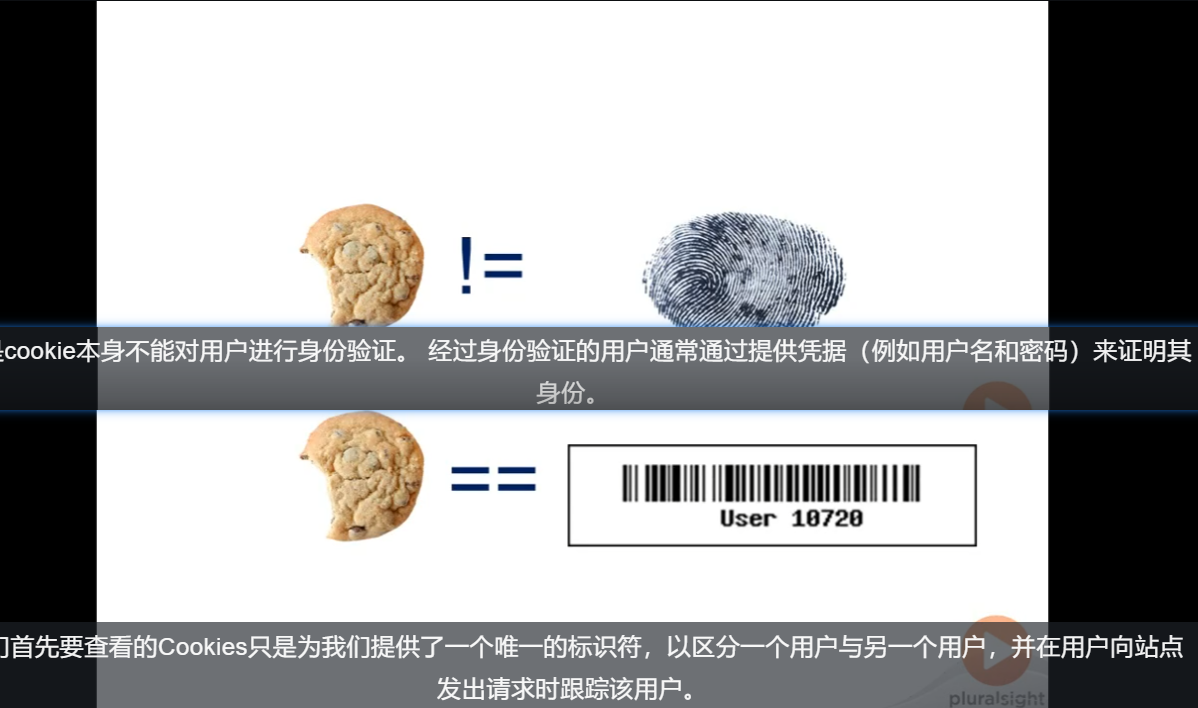 !=
cookie本身不能对用户进行身份验证。 经过身份验证的用户通常通过提供凭据（例如用户名和密码）来证明其
身份。
==
User 10720
首先要查看的Cookies只是为我们提供了一个唯一的标识符，以区分一个用户与另一个用户，并在用户向站点
发出请求时跟踪该用户。
pluralsight